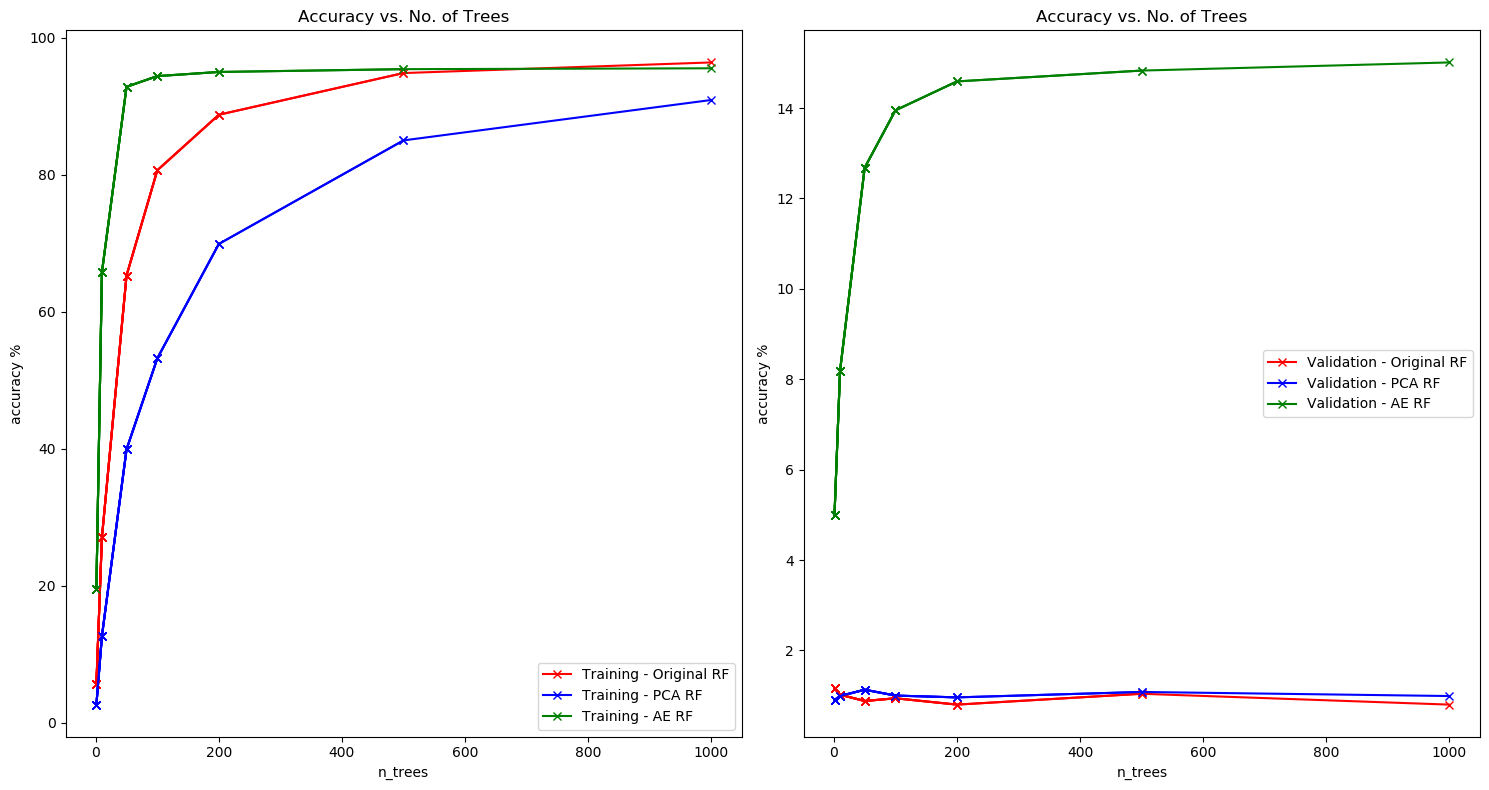 Accuracy vs. No. of Trees
100
80
60
40
20
0
accuracy %
0 200 400 600 800 1000
n_trees
Training - Original RF
Training - PCA RF
Training - AE RF
Accuracy vs. No. of Trees
14
12
10
8
6
4
2
accuracy %
0 200 400 600 800 1000
n_trees
Validation - Original RF
Validation - PCA RF
Validation - AE RF